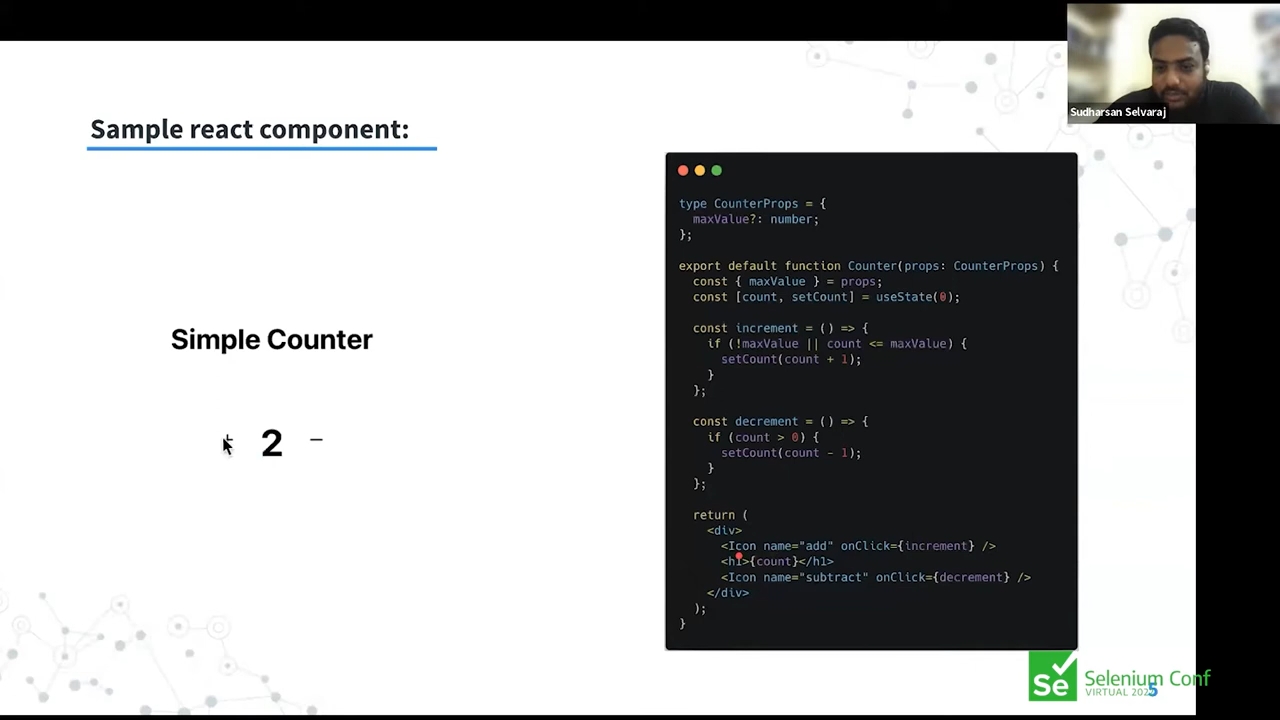 Sudharsan Selvaraj
Sample react component:
Simple Counter
+ 2 −
type CounterProps = {
maxValue?: number;
};
export default function Counter(props: CounterProps) {
const { maxValue } = props;
const [count, setCount] = useState(0);
const increment = () => {
if (!maxValue || count <= maxValue) {
setCount(count + 1);
}
};
const decrement = () => {
if (count > 0) {
setCount(count - 1);
}
};
return (
<div>
<Icon name="add" onClick={increment} />
<h1>{count}</h1>
<Icon name="subtract" onClick={decrement} />
</div>
);
}
Se
Selenium Conf
VIRTUAL
5